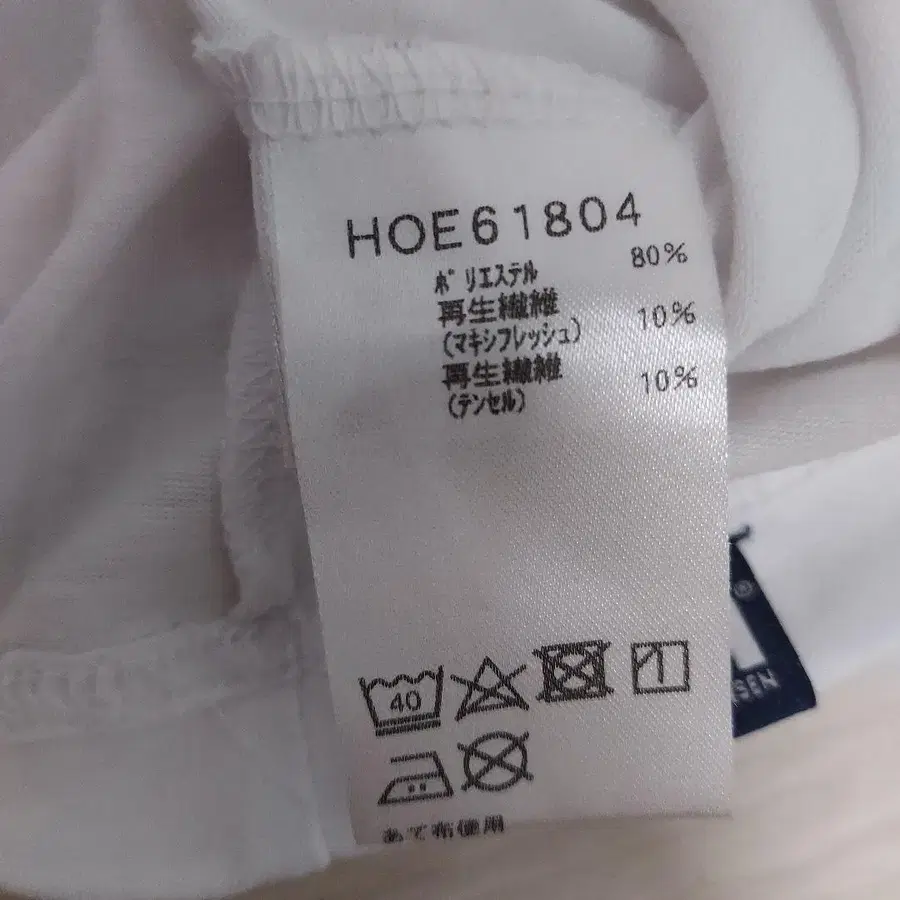 HOE61804
ポリエステル 80%
再生繊維 10%
(マキシフレッシュ)
再生繊維 10%
(テンセル)
40
あて布使用
®